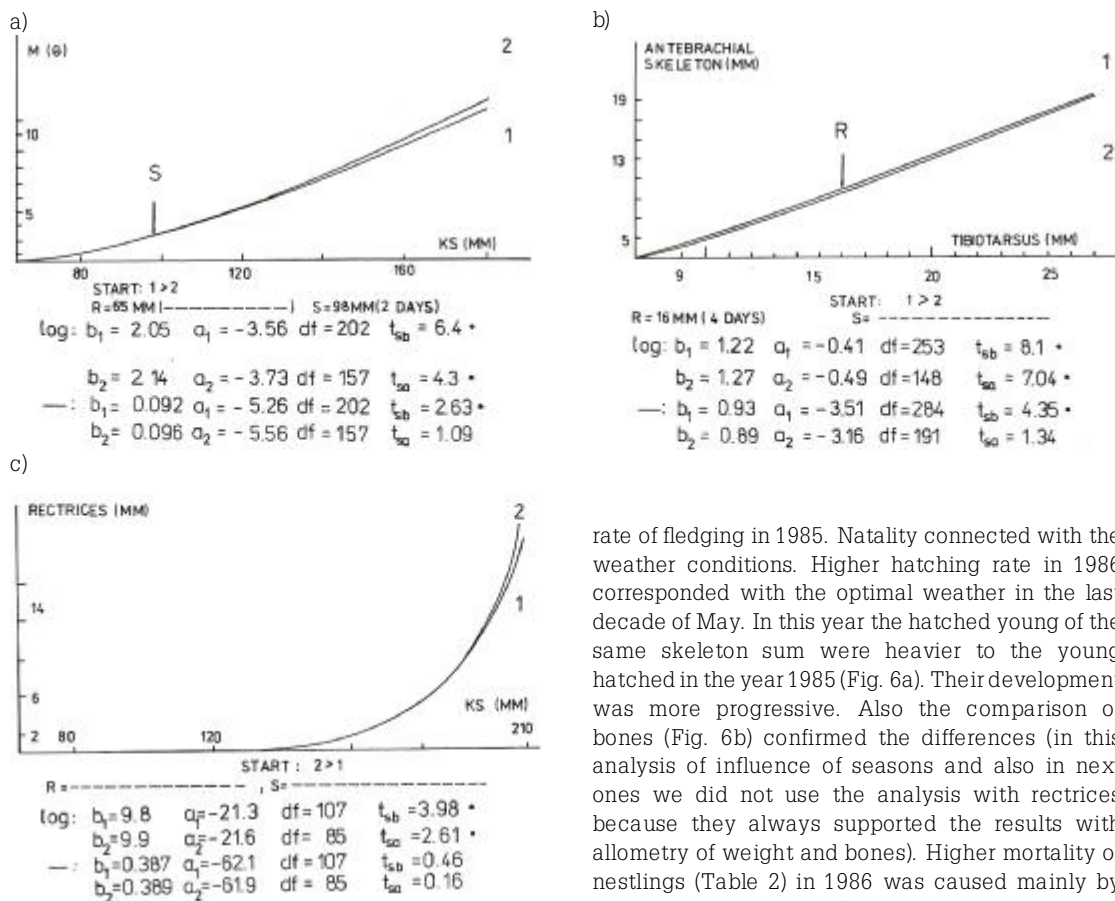 a)
M (G)
2
10
1
S
5
KS (MM)
80 120 160
START: 1 > 2
R = 65 MM (------------) S = 98 MM (2 DAYS)
log: b1 = 2.05 a1 = -3.56 df = 202 tsb = 6.4 •
b2 = 2.14 a2 = -3.73 df = 157 tsa = 4.3 •
—: b1 = 0.092 a1 = -5.26 df = 202 tsb = 2.63 •
b2 = 0.096 a2 = -5.56 df = 157 tsa = 1.09
b)
ANTEBRACHIAL
SKELETON (MM)
1
19
R
13
2
5
TIBIOTARSUS (MM)
9 15 20 25
START: 1 > 2
R = 16 MM (4 DAYS) S= ------------
log: b1 = 1.22 a1 = -0.41 df = 253 tsb = 8.1 •
b2 = 1.27 a2 = -0.49 df = 148 tsa = 7.04 •
—: b1 = 0.93 a1 = -3.51 df = 284 tsb = 4.35 •
b2 = 0.89 a2 = -3.16 df = 191 tsa = 1.34
c)
RECTRICES (MM)
2
14
1
6
KS (MM)
2 80 120 210
START: 2 > 1
R = ------------, S= ------------
log: b1 = 9.8 a1 = -21.3 df = 107 tsb = 3.98 •
b2 = 9.9 a2 = -21.6 df = 85 tsa = 2.61 •
—: b1 = 0.387 a1 = -62.1 df = 107 tsb = 0.46
b2 = 0.389 a2 = -61.9 df = 85 tsa = 0.16
rate of fledging in 1985. Natality connected with the
weather conditions. Higher hatching rate in 1986
corresponded with the optimal weather in the las
decade of May. In this year the hatched young of the
same skeleton sum were heavier to the young
hatched in the year 1985 (Fig. 6a). Their development
was more progressive. Also the comparison o
bones (Fig. 6b) confirmed the differences (in this
analysis of influence of seasons and also in nex
ones we did not use the analysis with rectrices
because they always supported the results with
allometry of weight and bones). Higher mortality o
nestlings (Table 2) in 1986 was caused mainly by